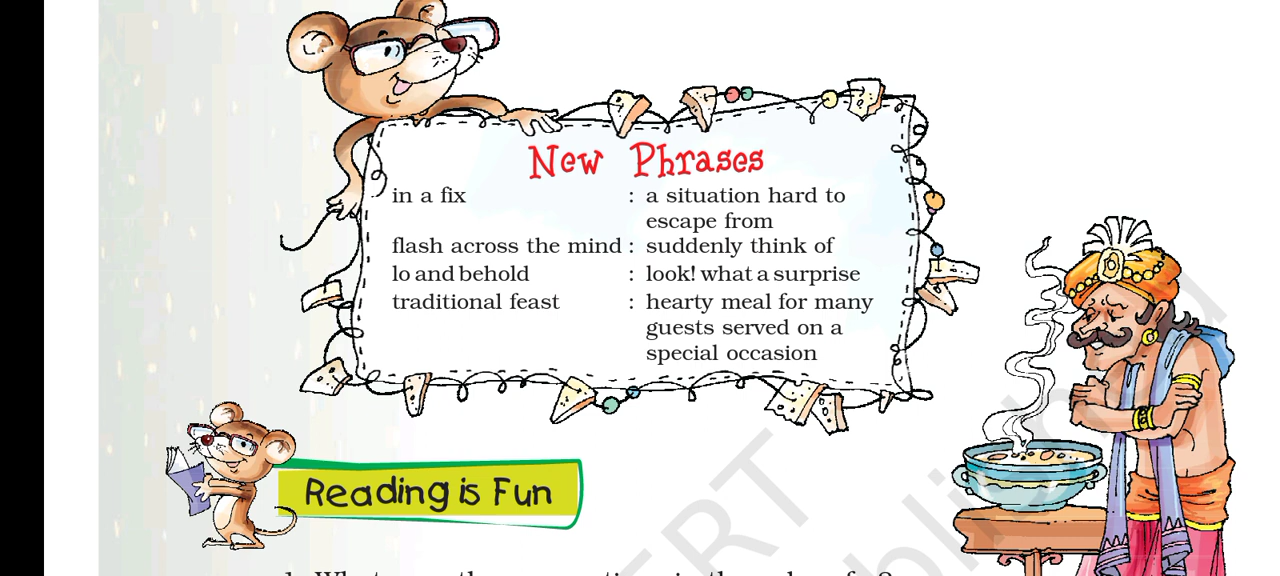 New Phrases
in a fix : a situation hard to
escape from
flash across the mind : suddenly think of
lo and behold : look! what a surprise
traditional feast : hearty meal for many
guests served on a
special occasion
Reading is Fun